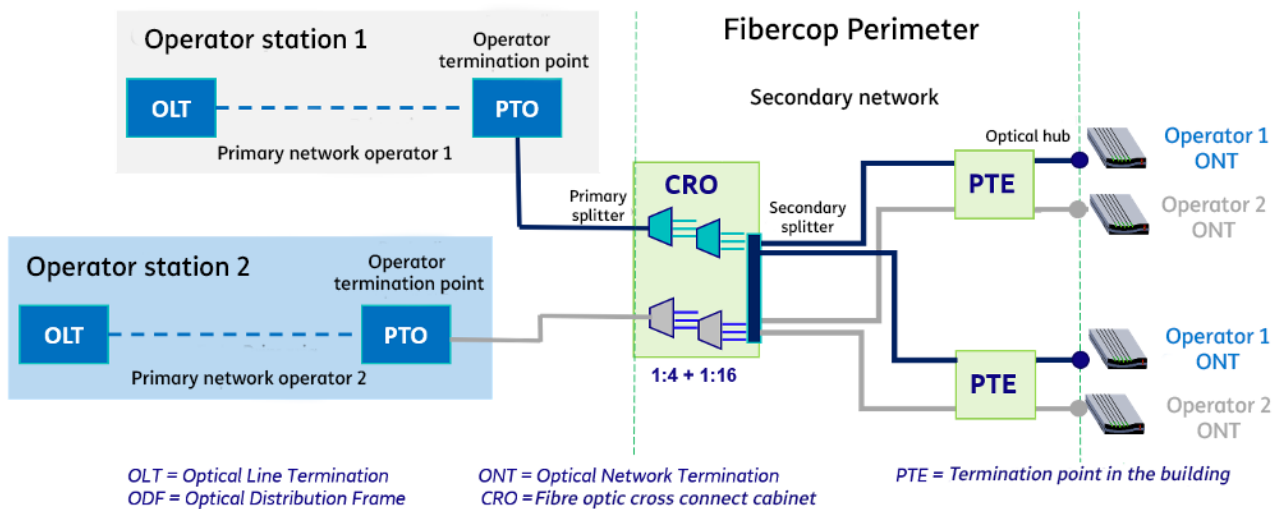 Operator station 1
Operator
termination point
OLT
PTO
Primary network operator 1
Fibercop Perimeter
Secondary network
Optical hub
Operator 1
ONT
PTE
Operator 2
ONT
CRO
Primary
splitter
Secondary
splitter
Operator station 2
Operator
termination point
OLT
PTO
Primary network operator 2
1:4 + 1:16
Operator 1
ONT
PTE
Operator 2
ONT
OLT = Optical Line Termination
ODF = Optical Distribution Frame
ONT = Optical Network Termination
CRO = Fibre optic cross connect cabinet
PTE = Termination point in the building